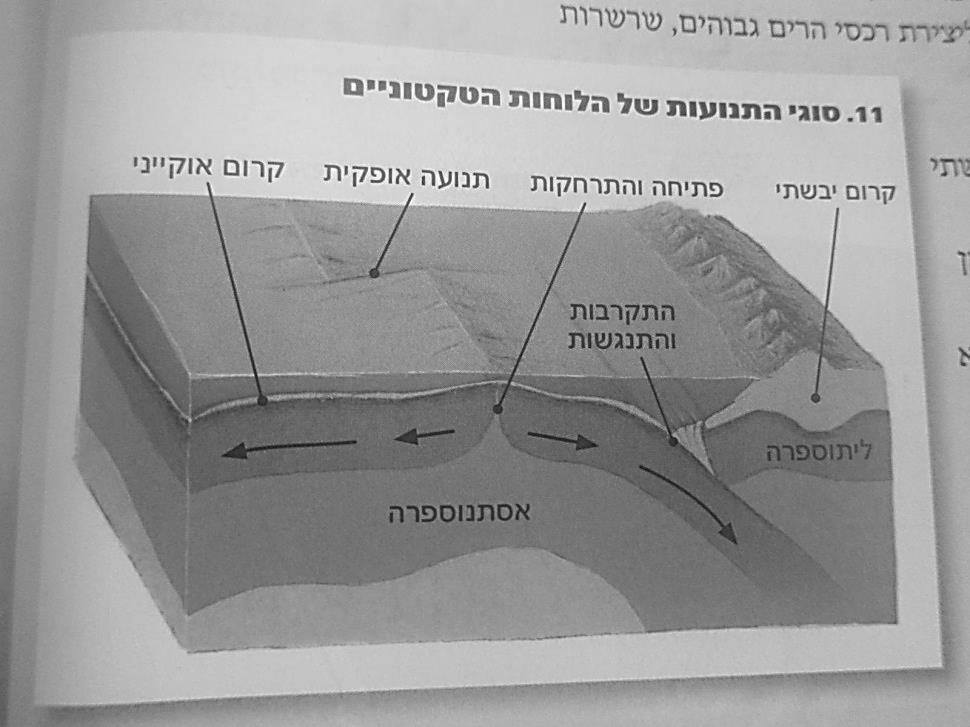 ליצירת רכסי הרים גבוהים, שרשרות
11. סוגי התנועות של הלוחות הטקטוניים
קרום יבשתי
פתיחה והתרחקות
תנועה אופקית
קרום אוקייני
התקרבות
והתנגשות
ליתוספרה
אסתנוספרה